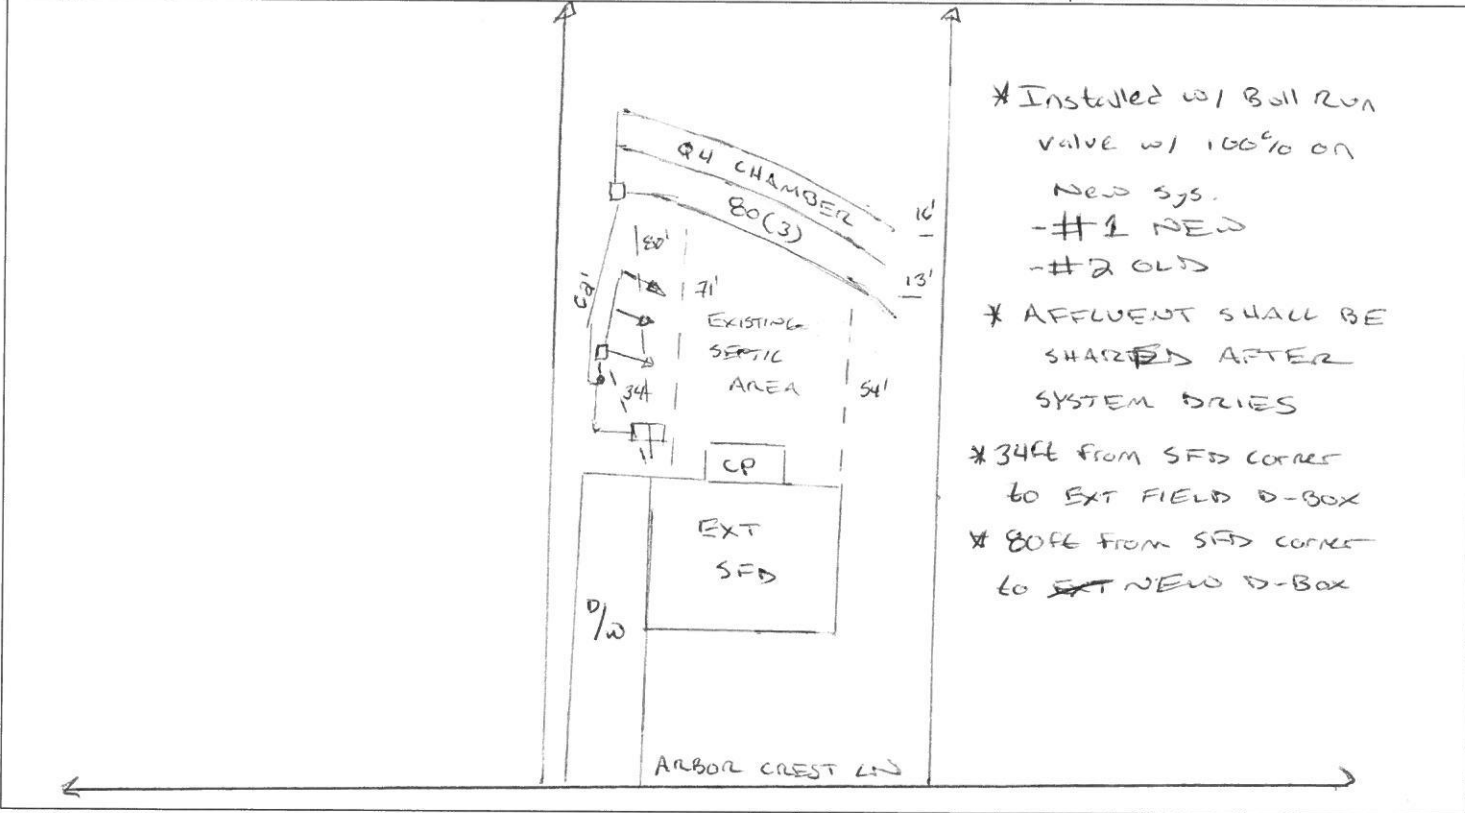 Q4 CHAMBER
80(3)
16'
13'
80'
71'
62'
EXISTING
SEPTIC
AREA
6'
34
54'
CP
EXT
SFD
D/W
ARBOR CREST LN
* Installed w/ Bull Run
valve w/ 100% on
New sys.
-#1 NEW
-#2 OLD
* AFFLUENT SHALL BE
SHARED AFTER
SYSTEM DRIES
* 34ft from SFD corner
to EXT FIELD D-BOX
* 80ft from SFD corner
to EXT NEW D-Box